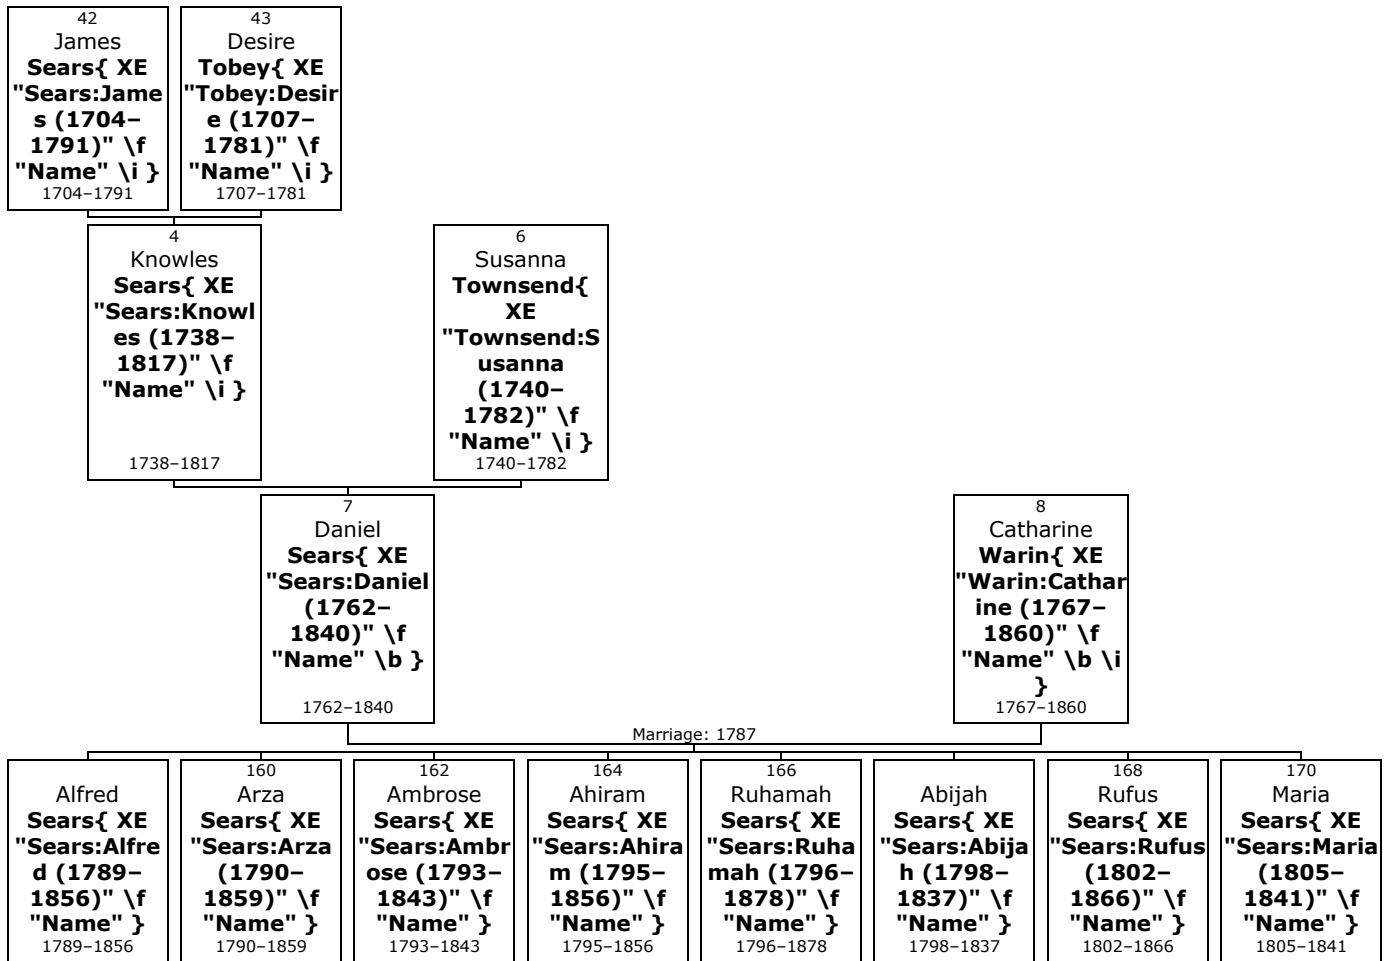 42
James
Sears{ XE
"Sears:Jame
s (1704–
1791)" \f
"Name" \i }
1704–1791
43
Desire
Tobey{ XE
"Tobey:Desir
e (1707–
1781)" \f
"Name" \i }
1707–1781
4
Knowles
Sears{ XE
"Sears:Knowl
es (1738–
1817)" \f
"Name" \i }
1738–1817
6
Susanna
Townsend{
XE
"Townsend:S
usanna
(1740–
1782)" \f
"Name" \i }
1740–1782
7
Daniel
Sears{ XE
"Sears:Daniel
(1762–
1840)" \f
"Name" \b }
1762–1840
8
Catharine
Warin{ XE
"Warin:Cathar
ine (1767–
1860)" \f
"Name" \b \i
}
1767–1860
Marriage: 1787
Alfred
Sears{ XE
"Sears:Alfre
d (1789–
1856)" \f
"Name" }
1789–1856
160
Arza
Sears{ XE
"Sears:Arza
(1790–
1859)" \f
"Name" }
1790–1859
162
Ambrose
Sears{ XE
"Sears:Ambr
ose (1793–
1843)" \f
"Name" }
1793–1843
164
Ahiram
Sears{ XE
"Sears:Ahira
m (1795–
1856)" \f
"Name" }
1795–1856
166
Ruhamah
Sears{ XE
"Sears:Ruha
mah (1796–
1878)" \f
"Name" }
1796–1878
Abijah
Sears{ XE
"Sears:Abija
h (1798–
1837)" \f
"Name" }
1798–1837
168
Rufus
Sears{ XE
"Sears:Rufus
(1802–
1866)" \f
"Name" }
1802–1866
170
Maria
Sears{ XE
"Sears:Maria
(1805–
1841)" \f
"Name" }
1805–1841